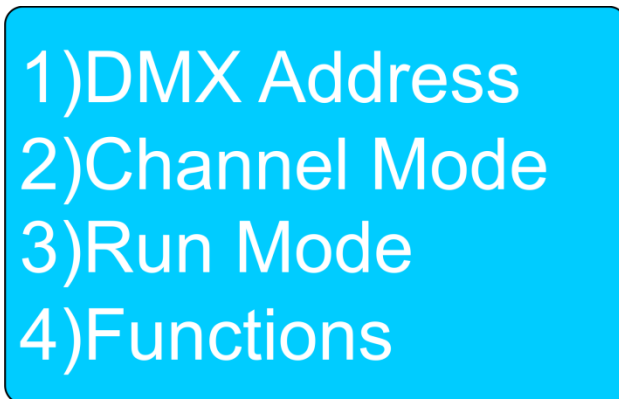 1)DMX Address
2)Channel Mode
3)Run Mode
4)Functions